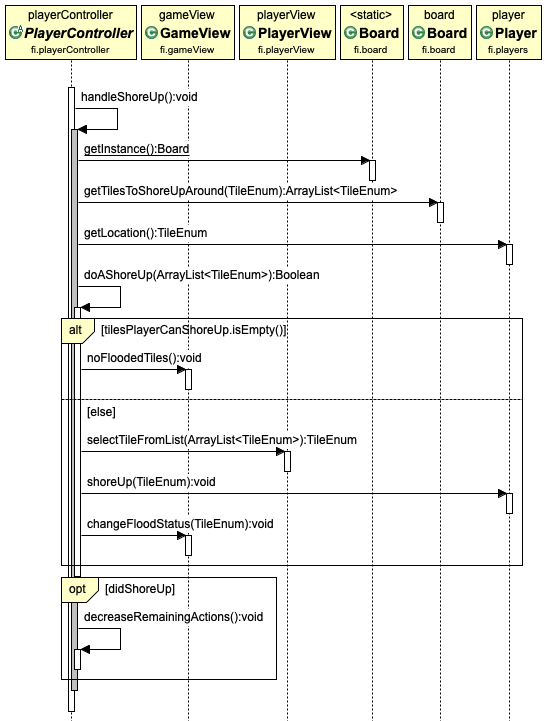 playerController gameView playerView <static> board player
PlayerController GameView PlayerView Board Board Player
fi.playerController fi.gameView fi.playerView fi.board fi.board fi.players
handleShoreUp():void
getInstance():Board
getTilesToShoreUpAround(TileEnum):ArrayList<TileEnum>
getLocation():TileEnum
doAShoreUp(ArrayList<TileEnum>):Boolean
alt [tilesPlayerCanShoreUp.isEmpty()]
noFloodedTiles():void
[else]
selectTileFromList(ArrayList<TileEnum>):TileEnum
shoreUp(TileEnum):void
changeFloodStatus(TileEnum):void
opt [didShoreUp]
decreaseRemainingActions():void